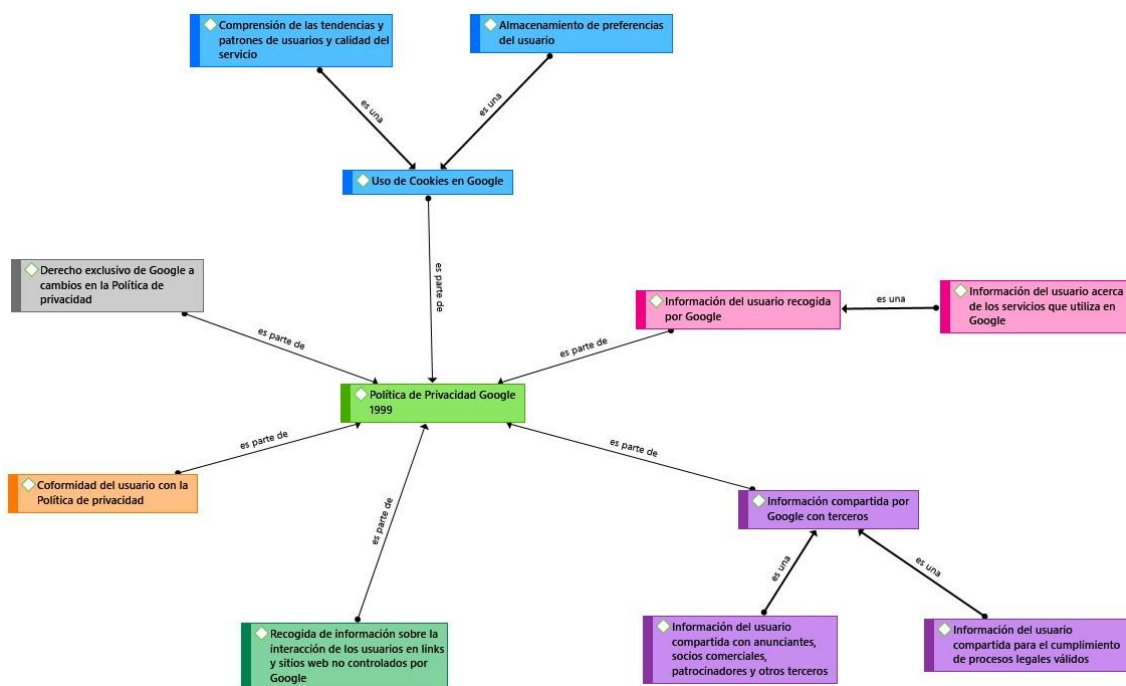 Comprensión de las tendencias y
patrones de usuarios y calidad del
servicio
Almacenamiento de preferencias
del usuario
es una
es una
Uso de Cookies en Google
es parte de
Derecho exclusivo de Google a
cambios en la Política de
privacidad
es parte de
Información del usuario recogida
por Google
es una
Información del usuario acerca
de los servicios que utiliza en
Google
es parte de
Política de Privacidad Google
1999
es parte de
es parte de
Coformidad del usuario con la
Política de privacidad
es parte de
Información compartida por
Google con terceros
es una
es una
Recogida de información sobre la
interacción de los usuarios en links
y sitios web no controlados por
Google
Información del usuario
compartida con anunciantes,
socios comerciales,
patrocinadores y otros terceros
Información del usuario
compartida para el cumplimiento
de procesos legales válidos